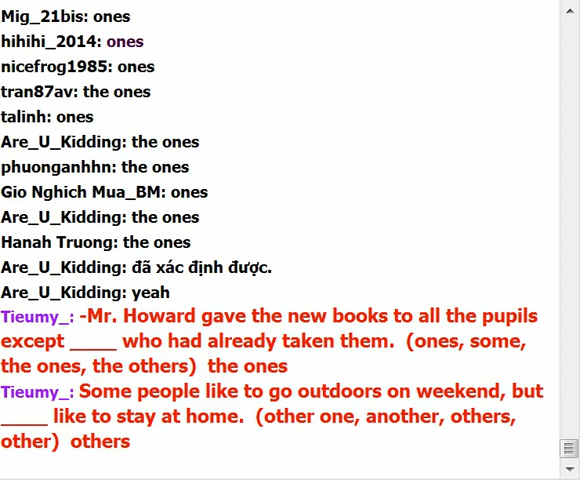 Mig_21bis: ones
hihihi_2014: ones
nicefrog1985: ones
tran87av: the ones
talinh: ones
Are_U_Kidding: the ones
phuonganhhn: the ones
Gio Nghich Mua_BM: ones
Are_U_Kidding: the ones
Hanah Truong: the ones
Are_U_Kidding: đã xác định được.
Are_U_Kidding: yeah
Tieumy_: -Mr. Howard gave the new books to all the pupils
except ____ who had already taken them.  (ones, some,
the ones, the others)  the ones
Tieumy_: Some people like to go outdoors on weekend, but
____ like to stay at home.  (other one, another, others,
other)  others